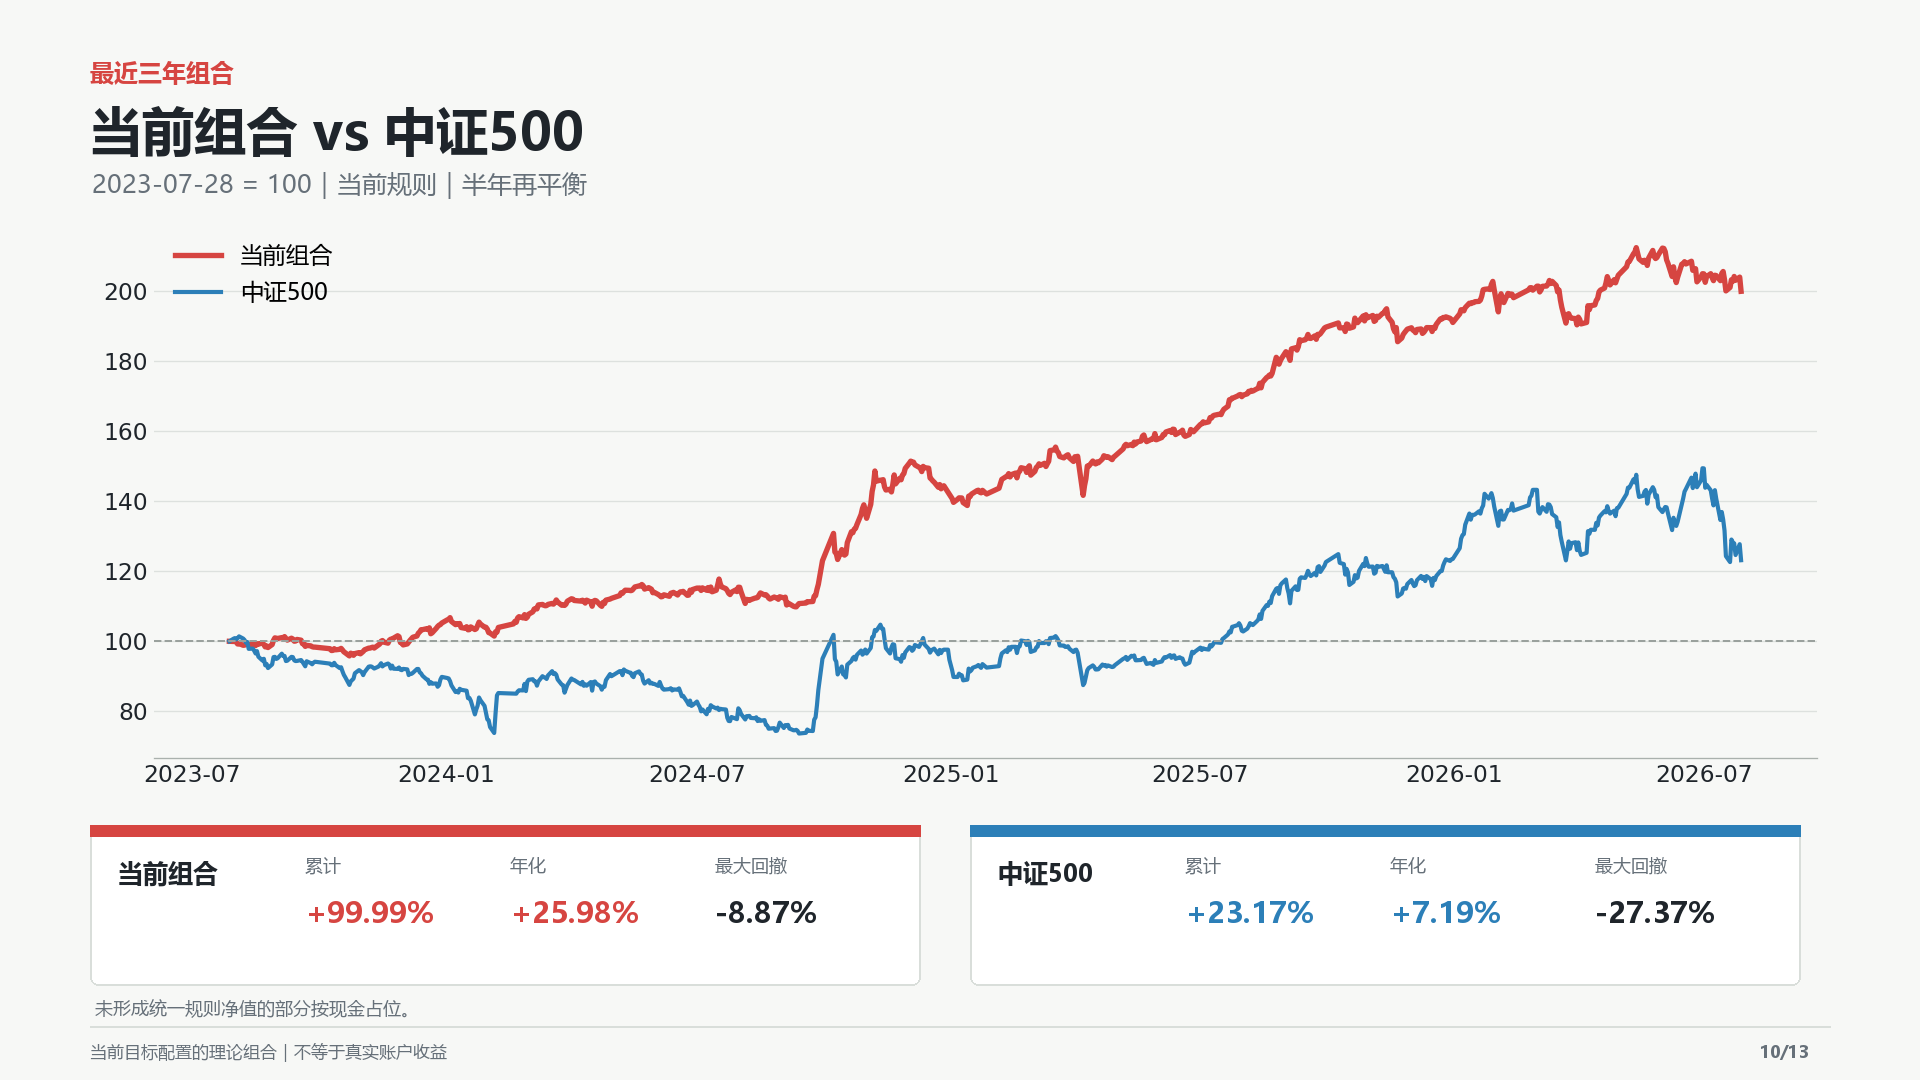 最近三年组合
当前组合 vs 中证500
2023-07-28 = 100 | 当前规则 | 半年再平衡
当前组合
中证500
200
180
160
140
120
100
80
2023-07 2024-01 2024-07 2025-01 2025-07 2026-01 2026-07
当前组合 累计 年化 最大回撤
+99.99% +25.98% -8.87%
中证500 累计 年化 最大回撤
+23.17% +7.19% -27.37%
未形成统一规则净值的部分按现金占位。
当前目标配置的理论组合 | 不等于真实账户收益
10/13